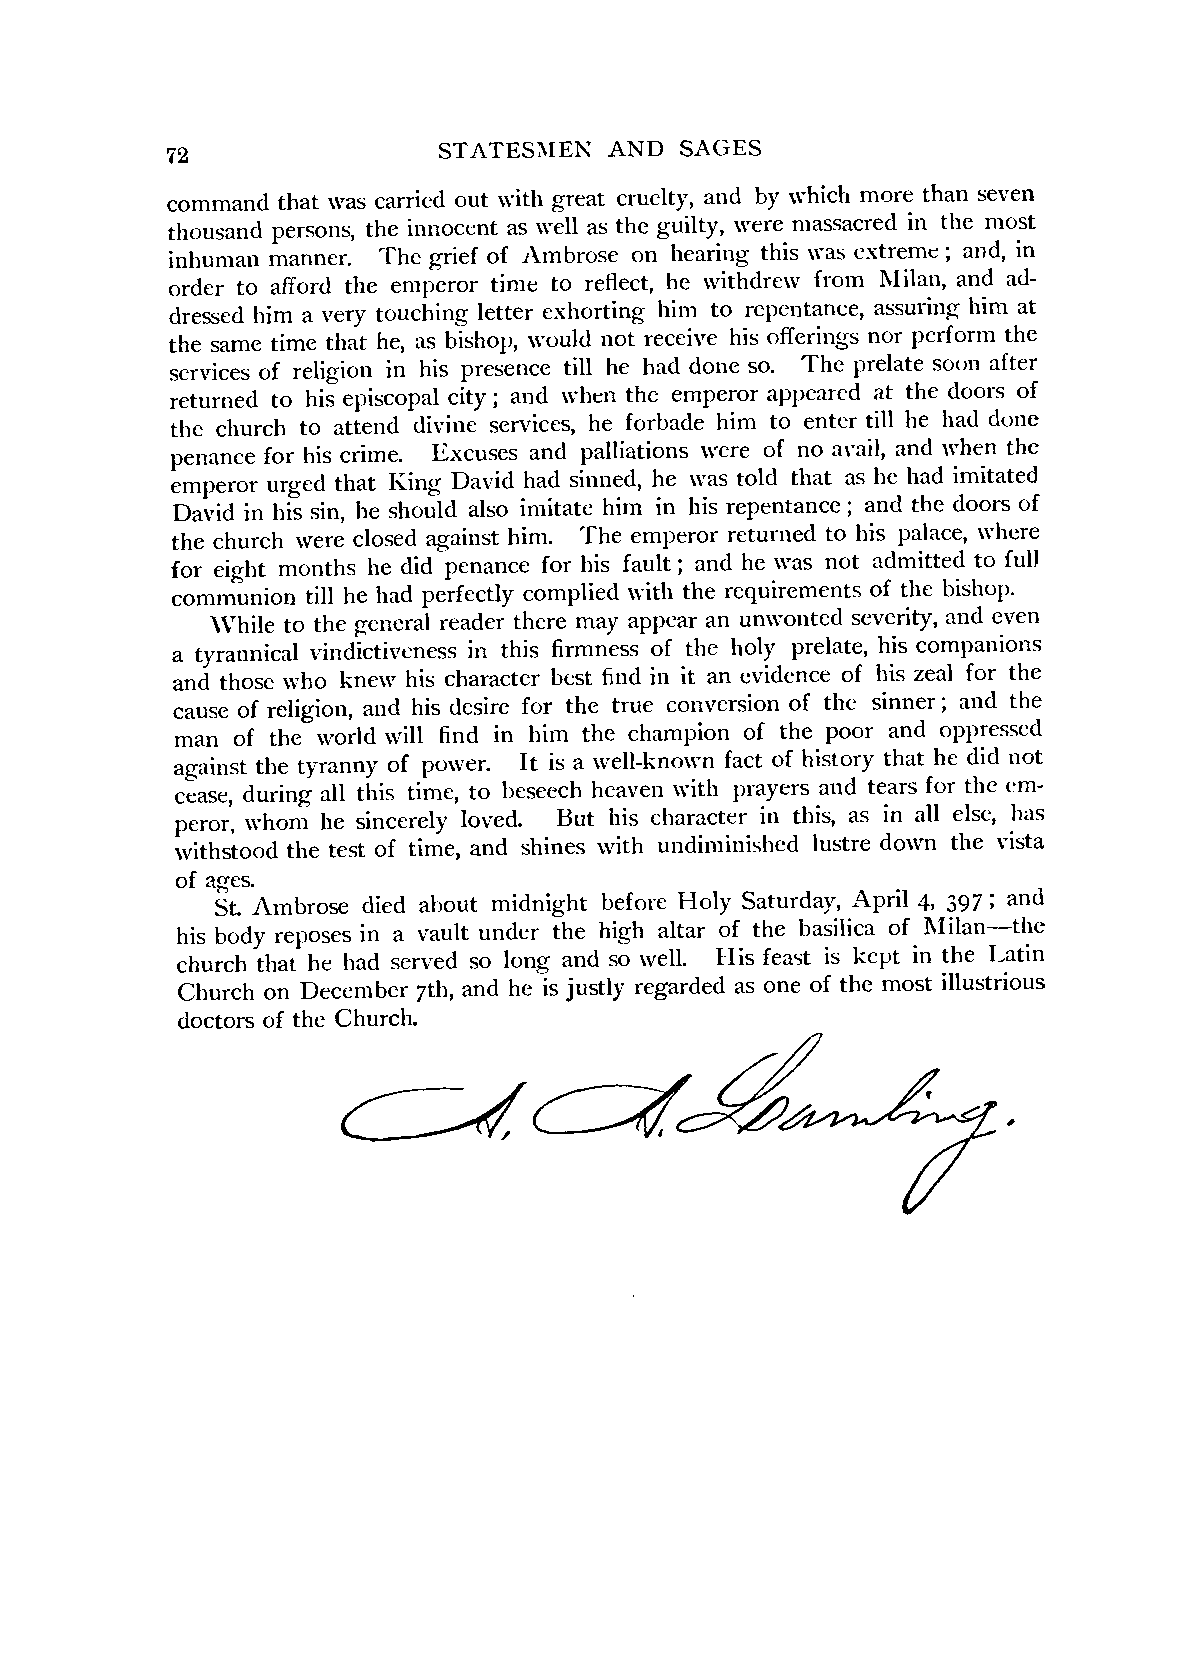 72 STATESMEN AND SAGES
command that was carried out with great cruelty, and by which more than seven
thousand persons, the innocent as well as the guilty, were massacred in the most
inhuman manner. The grief of Ambrose on hearing this was extreme; and, in
order to afford the emperor time to reflect, he withdrew from Milan, and ad-
dressed him a very touching letter exhorting him to repentance, assuring him at
the same time that he, as bishop, would not receive his offerings nor perform the
services of religion in his presence till he had done so. The prelate soon after
returned to his episcopal city; and when the emperor appeared at the doors of
the church to attend divine services, he forbade him to enter till he had done
penance for his crime. Excuses and palliations were of no avail, and when the
emperor urged that King David had sinned, he was told that as he had imitated
David in his sin, he should also imitate him in his repentance; and the doors of
the church were closed against him. The emperor returned to his palace, where
for eight months he did penance for his fault; and he was not admitted to full
communion till he had perfectly complied with the requirements of the bishop.
While to the general reader there may appear an unwonted severity, and even
a tyrannical vindictiveness in this firmness of the holy prelate, his companions
and those who knew his character best find in it an evidence of his zeal for the
cause of religion, and his desire for the true conversion of the sinner; and the
man of the world will find in him the champion of the poor and oppressed
against the tyranny of power. It is a well-known fact of history that he did not
cease, during all this time, to beseech heaven with prayers and tears for the em-
peror, whom he sincerely loved. But his character in this, as in all else, has
withstood the test of time, and shines with undiminished lustre down the vista
of ages.
St. Ambrose died about midnight before Holy Saturday, April 4, 397; and
his body reposes in a vault under the high altar of the basilica of Milan—the
church that he had served so long and so well. His feast is kept in the Latin
Church on December 7th, and he is justly regarded as one of the most illustrious
doctors of the Church.
A. A. Lambing.